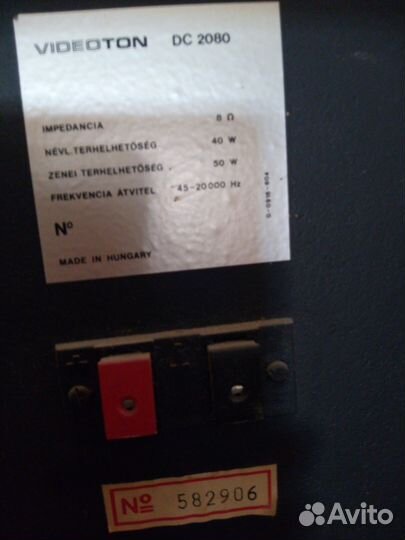 VIDEOTON DC 2080
IMPEDANCIA 8 Ω
NÉVL. TERHELHETŐSÉG 40 W
ZENEI TERHELHETŐSÉG 50 W
FREKVENCIA ÁTVITEL 45-20000 Hz
Nº
MADE IN HUNGARY
Nº 582906
Avito